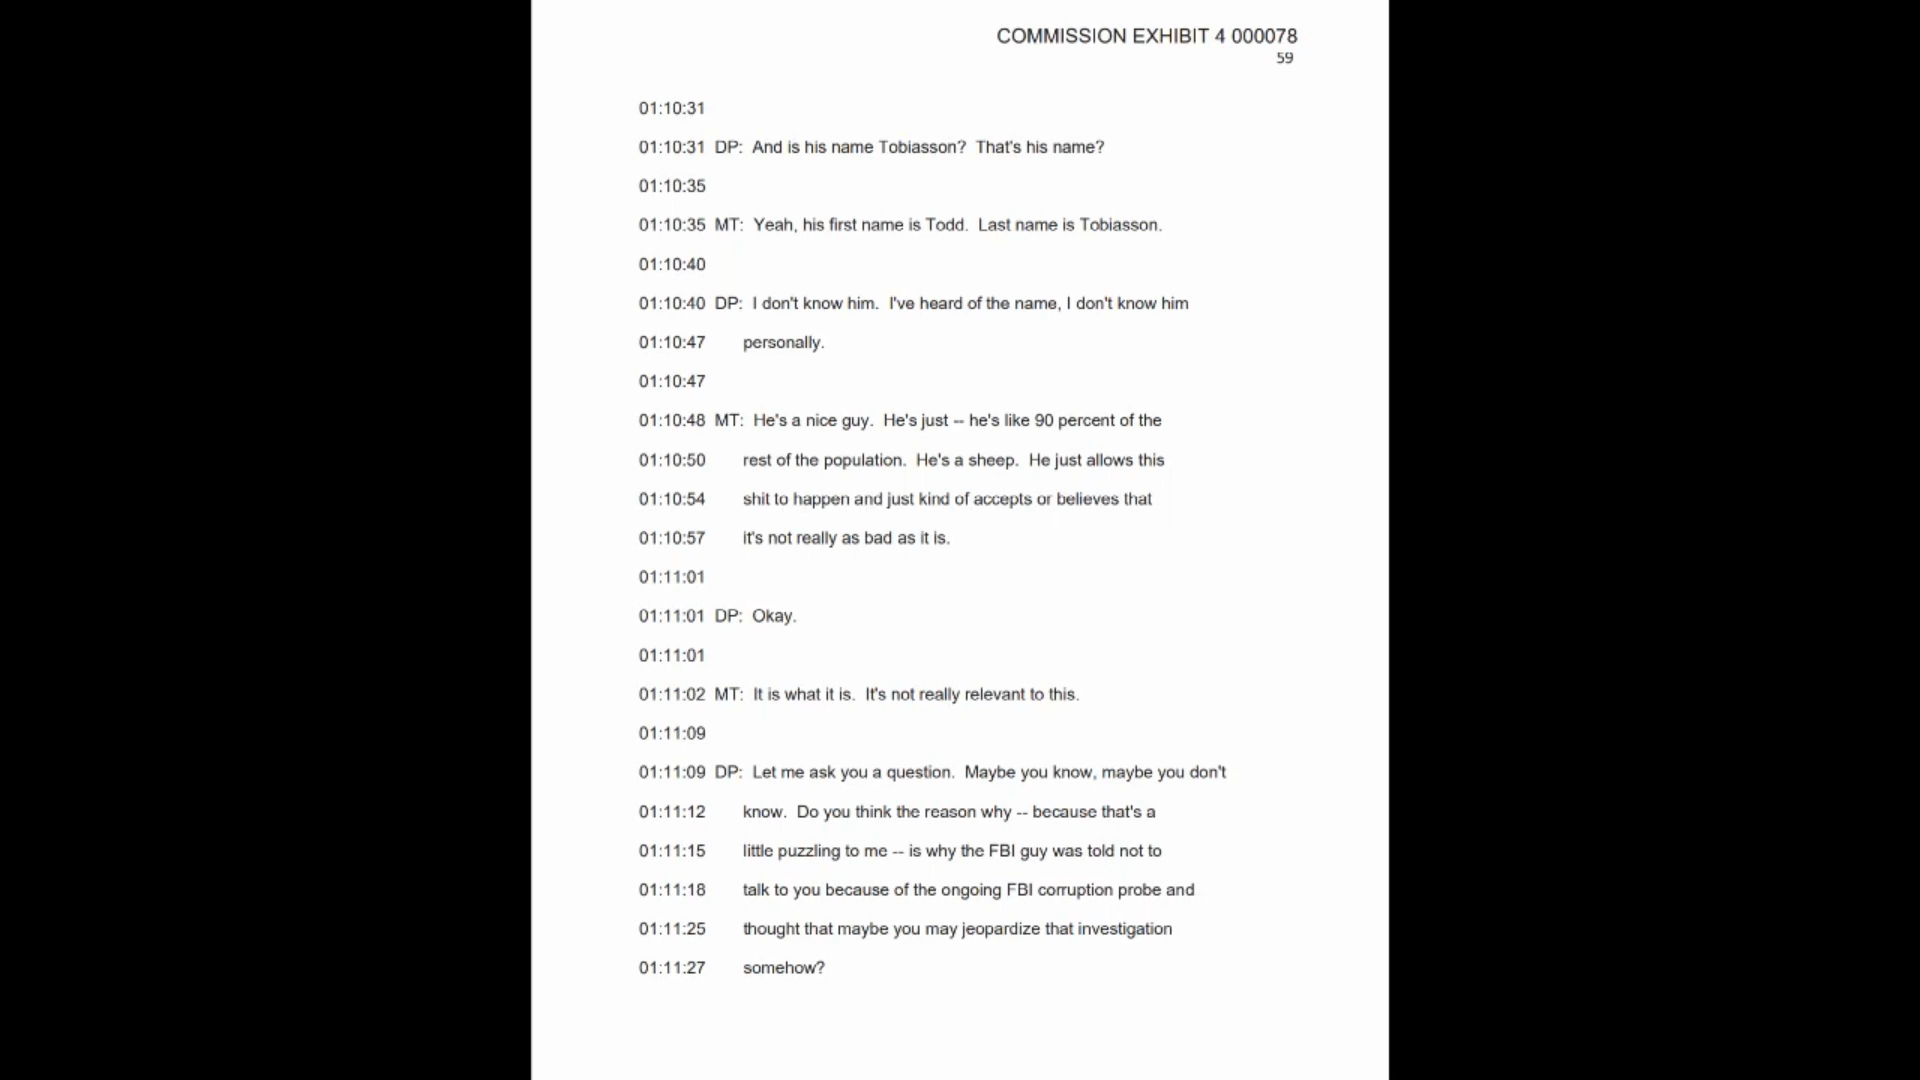 COMMISSION EXHIBIT 4 000078
59
01:10:31
01:10:31 DP: And is his name Tobiasson? That's his name?
01:10:35
01:10:35 MT: Yeah, his first name is Todd. Last name is Tobiasson.
01:10:40
01:10:40 DP: I don't know him. I've heard of the name, I don't know him
01:10:47 personally.
01:10:47
01:10:48 MT: He's a nice guy. He's just -- he's like 90 percent of the
01:10:50 rest of the population. He's a sheep. He just allows this
01:10:54 shit to happen and just kind of accepts or believes that
01:10:57 it's not really as bad as it is.
01:11:01
01:11:01 DP: Okay.
01:11:01
01:11:02 MT: It is what it is. It's not really relevant to this.
01:11:09
01:11:09 DP: Let me ask you a question. Maybe you know, maybe you don't
01:11:12 know. Do you think the reason why -- because that's a
01:11:15 little puzzling to me -- is why the FBI guy was told not to
01:11:18 talk to you because of the ongoing FBI corruption probe and
01:11:25 thought that maybe you may jeopardize that investigation
01:11:27 somehow?